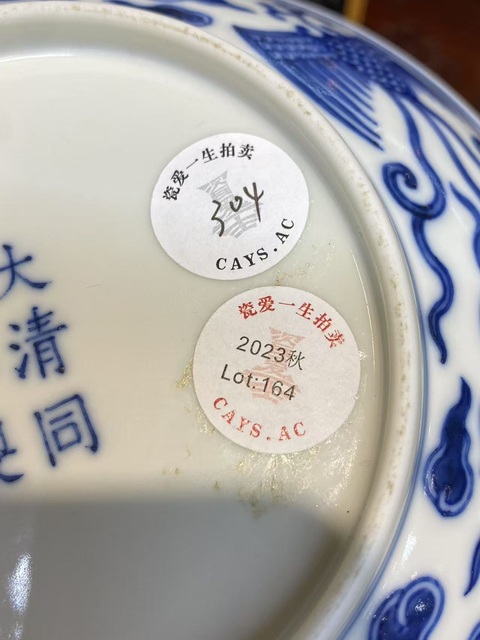 瓷爱一生拍卖
304
CAYS.AC
瓷爱一生拍卖
2023秋
Lot:164
CAYS.AC
大
清
同